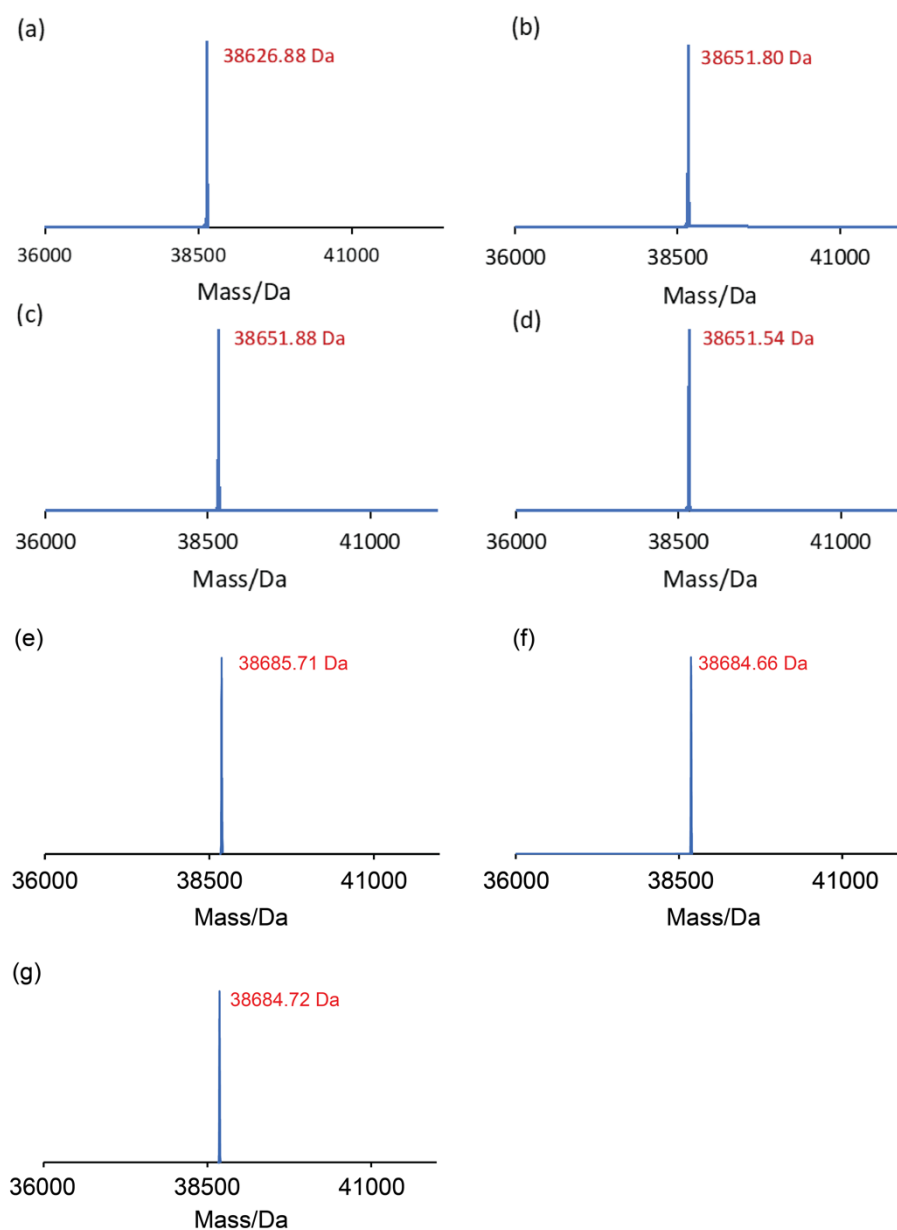 (a)
38626.88 Da
36000 38500 41000
Mass/Da
(b)
38651.80 Da
36000 38500 41000
Mass/Da
(c)
38651.88 Da
36000 38500 41000
Mass/Da
(d)
38651.54 Da
36000 38500 41000
Mass/Da
(e)
38685.71 Da
36000 38500 41000
Mass/Da
(f)
38684.66 Da
36000 38500 41000
Mass/Da
(g)
38684.72 Da
36000 38500 41000
Mass/Da